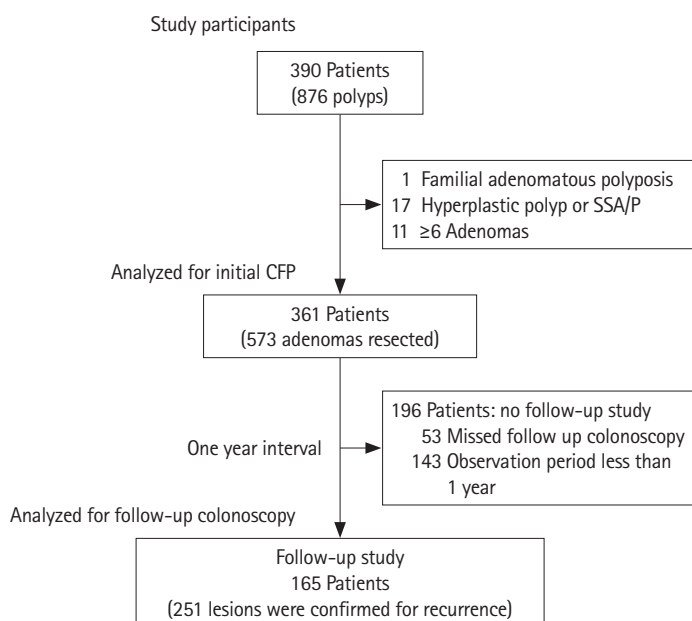 Study participants
390 Patients
(876 polyps)
1 Familial adenomatous polyposis
17 Hyperplastic polyp or SSA/P
11 ≥6 Adenomas
Analyzed for initial CFP
361 Patients
(573 adenomas resected)
196 Patients: no follow-up study
53 Missed follow up colonoscopy
143 Observation period less than
1 year
One year interval
Analyzed for follow-up colonoscopy
Follow-up study
165 Patients
(251 lesions were confirmed for recurrence)